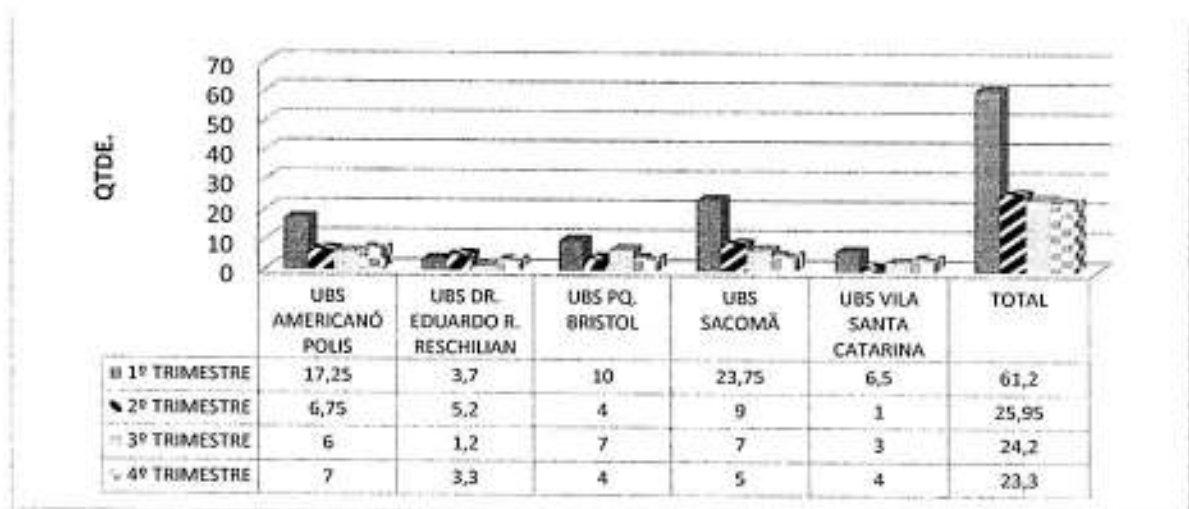 70
60
50
40
30
20
10
0
QTDE.
UBS AMERICANÓ POLIS UBS DR. EDUARDO R. RESCHILIAN UBS PQ. BRISTOL UBS SACOMÃ UBS VILA SANTA CATARINA TOTAL
1º TRIMESTRE 17,25 3,7 10 23,75 6,5 61,2
2º TRIMESTRE 6,75 5,2 4 9 1 25,95
3º TRIMESTRE 6 1,2 7 7 3 24,2
4º TRIMESTRE 7 3,3 4 5 4 23,3